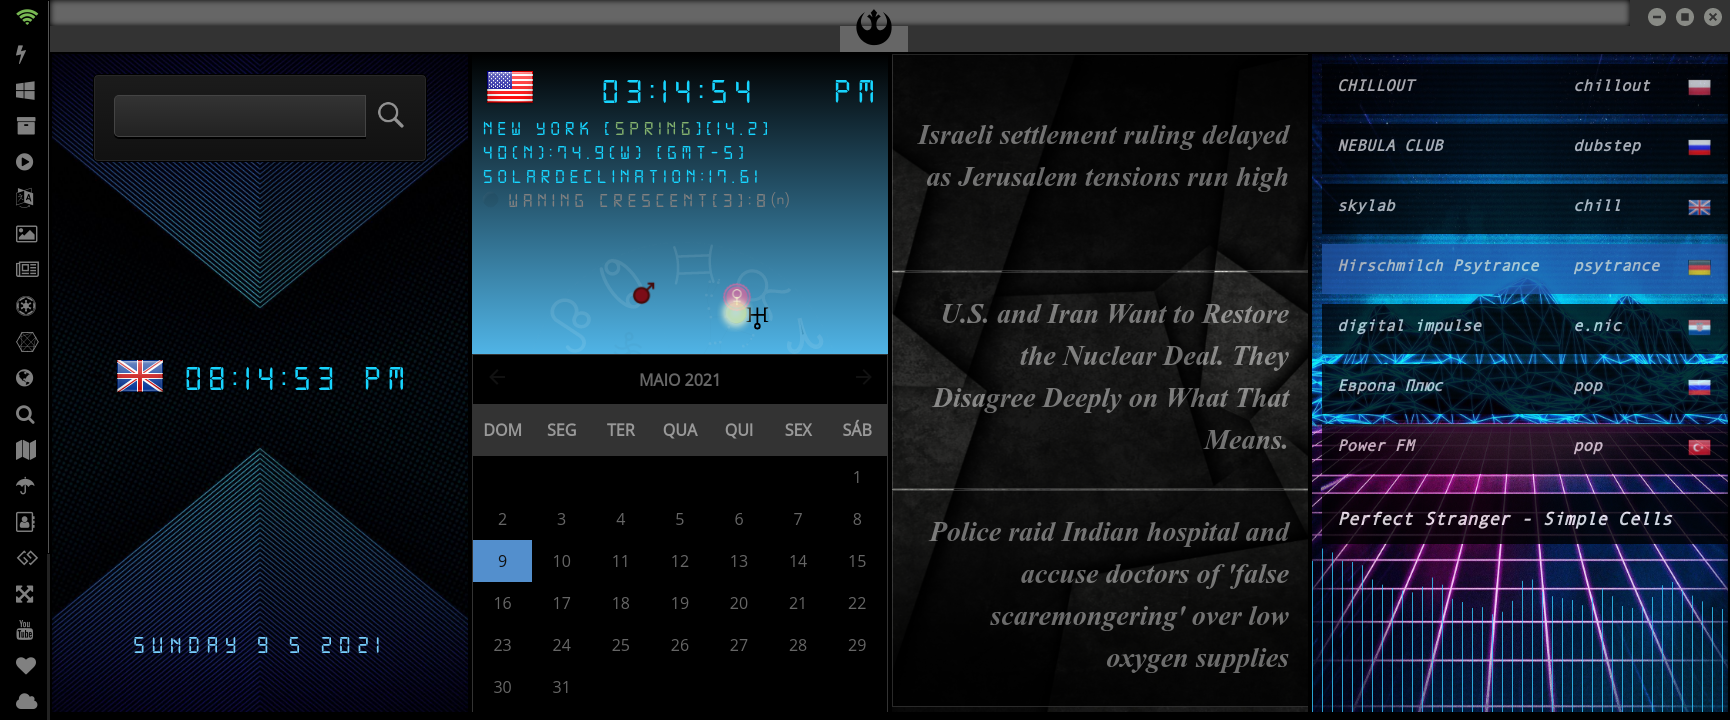 08:14:53 PM
SUNDAY 9 5 2021
03:14:54 PM
NEW YORK [SPRING][14.2]
40(N):74.9(W) [GMT-5]
SOLARDECLINATION:17.61
WANING CRESCENT[3]:8(n)
MAIO 2021
DOM SEG TER QUA QUI SEX SÁB
1
2 3 4 5 6 7 8
9 10 11 12 13 14 15
16 17 18 19 20 21 22
23 24 25 26 27 28 29
30 31
Israeli settlement ruling delayed
as Jerusalem tensions run high
U.S. and Iran Want to Restore
the Nuclear Deal. They
Disagree Deeply on What That
Means.
Police raid Indian hospital and
accuse doctors of 'false
scaremongering' over low
oxygen supplies
CHILLOUT chillout
NEBULA CLUB dubstep
skylab chill
Hirschmilch Psytrance psytrance
digital impulse e.nic
Европа Плюс pop
Power FM pop
Perfect Stranger - Simple Cells
You
Tube